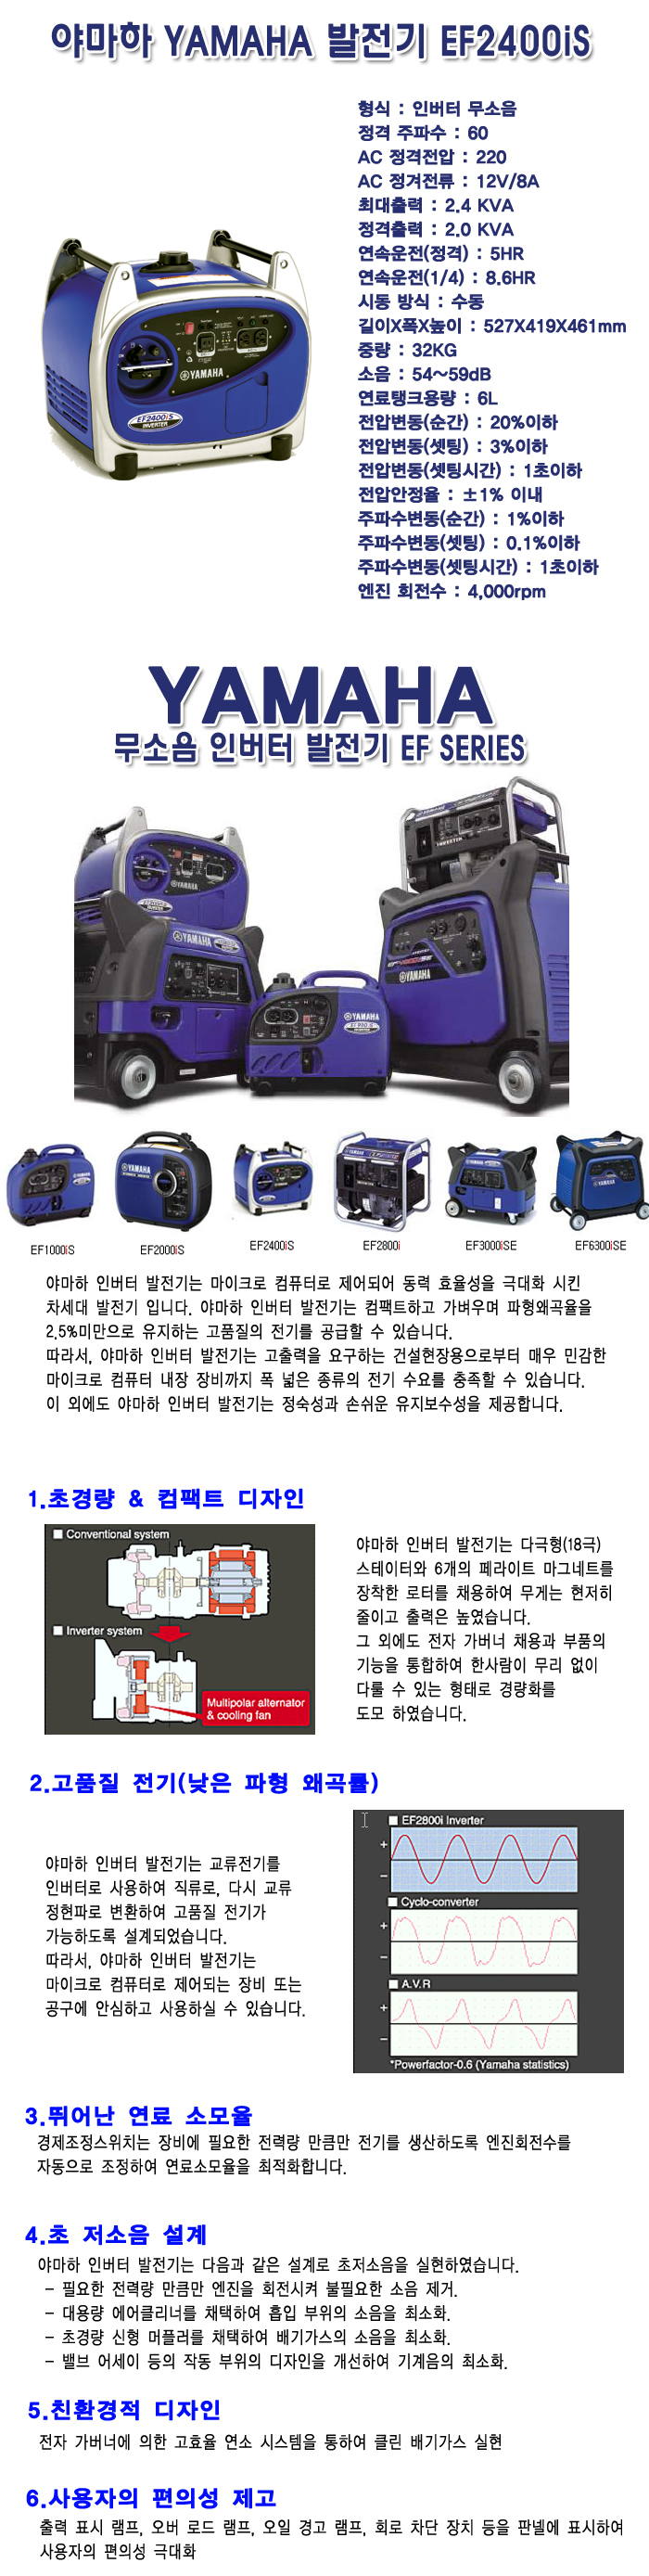 야마하 YAMAHA 발전기 EF2400iS
형식 : 인버터 무소음
정격 주파수 : 60
AC 정격전압 : 220
AC 정겨전류 : 12V/8A
최대출력 : 2.4 KVA
정격출력 : 2.0 KVA
연속운전(정격) : 5HR
연속운전(1/4) : 8.6HR
시동 방식 : 수동
길이X폭X높이 : 527X419X461mm
중량 : 32KG
소음 : 54~59dB
연료탱크용량 : 6L
전압변동(순간) : 20%이하
전압변동(셋팅) : 3%이하
전압변동(셋팅시간) : 1초이하
전압안정율 : ±1% 이내
주파수변동(순간) : 1%이하
주파수변동(셋팅) : 0.1%이하
주파수변동(셋팅시간) : 1초이하
엔진 회전수 : 4,000rpm
YAMAHA
EF2400iS
INVERTER
YAMAHA
무소음 인버터 발전기 EF SERIES
INVERTER
YAMAHA
YAMAHA
YAMAHA
YAMAHA
YAMAHA
YAMAHA
EF1000iS
EF2000iS
EF2400iS
EF2800i
EF3000iSE
EF6300iSE
야마하 인버터 발전기는 마이크로 컴퓨터로 제어되어 동력 효율성을 극대화 시킨
차세대 발전기 입니다. 야마하 인버터 발전기는 컴팩트하고 가벼우며 파형왜곡율을
2.5%미만으로 유지하는 고품질의 전기를 공급할 수 있습니다.
따라서, 야마하 인버터 발전기는 고출력을 요구하는 건설현장용으로부터 매우 민감한
마이크로 컴퓨터 내장 장비까지 폭 넓은 종류의 전기 수요를 충족할 수 있습니다.
이 외에도 야마하 인버터 발전기는 정숙성과 손쉬운 유지보수성을 제공합니다.
1.초경량 & 컴팩트 디자인
Conventional system
Inverter system
Multipolar alternator
& cooling fan
야마하 인버터 발전기는 다극형(18극)
스테이터와 6개의 페라이트 마그네트를
장착한 로터를 채용하여 무게는 현저히
줄이고 출력은 높였습니다.
그 외에도 전자 가버너 채용과 부품의
기능을 통합하여 한사람이 무리 없이
다룰 수 있는 형태로 경량화를
도모 하였습니다.
2.고품질 전기(낮은 파형 왜곡률)
야마하 인버터 발전기는 교류전기를
인버터로 사용하여 직류로, 다시 교류
정현파로 변환하여 고품질 전기가
가능하도록 설계되었습니다.
따라서, 야마하 인버터 발전기는
마이크로 컴퓨터로 제어되는 장비 또는
공구에 안심하고 사용하실 수 있습니다.
EF2800i Inverter
+
−
Cyclo-converter
+
−
A.V.R
+
−
*Powerfactor-0.6 (Yamaha statistics)
3.뛰어난 연료 소모율
경제조정스위치는 장비에 필요한 전력량 만큼만 전기를 생산하도록 엔진회전수를
자동으로 조정하여 연료소모율을 최적화합니다.
4.초 저소음 설계
야마하 인버터 발전기는 다음과 같은 설계로 초저소음을 실현하였습니다.
- 필요한 전력량 만큼만 엔진을 회전시켜 불필요한 소음 제거.
- 대용량 에어클리너를 채택하여 흡입 부위의 소음을 최소화.
- 초경량 신형 머플러를 채택하여 배기가스의 소음을 최소화.
- 밸브 어세이 등의 작동 부위의 디자인을 개선하여 기계음의 최소화.
5.친환경적 디자인
전자 가버너에 의한 고효율 연소 시스템을 통하여 클린 배기가스 실현
6.사용자의 편의성 제고
출력 표시 램프, 오버 로드 램프, 오일 경고 램프, 회로 차단 장치 등을 판넬에 표시하여
사용자의 편의성 극대화